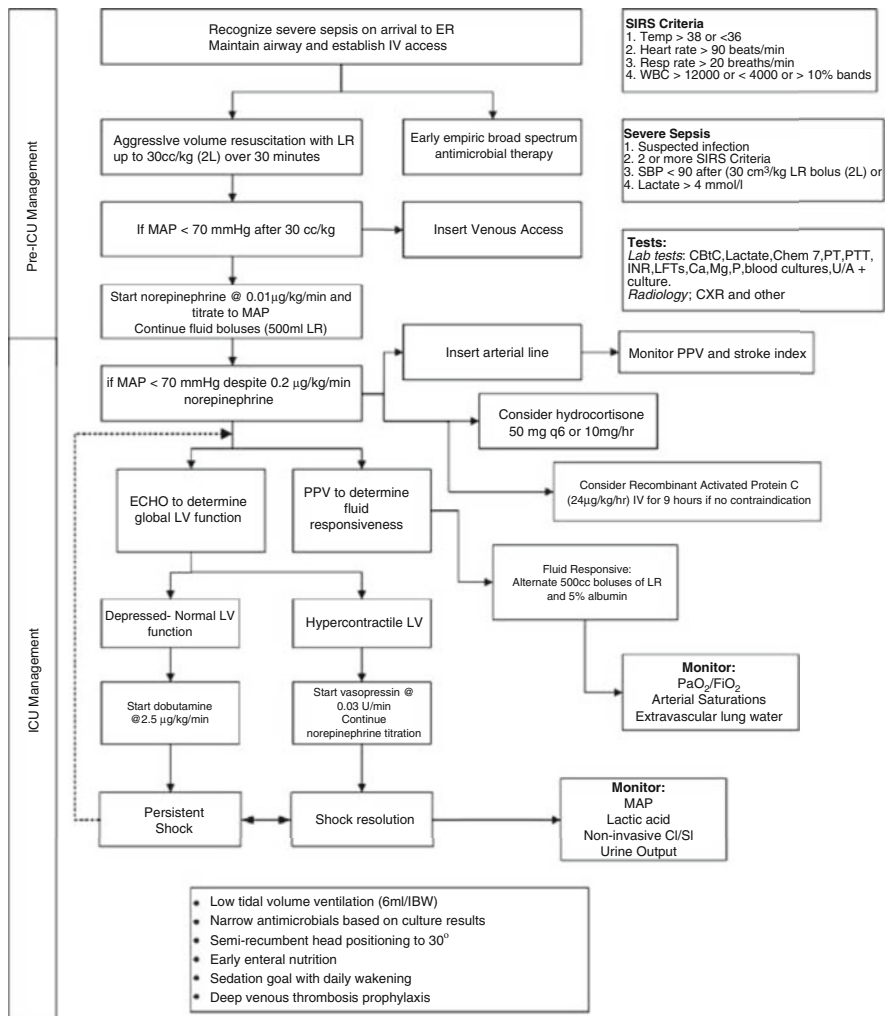 Recognize severe sepsis on arrival to ER
Maintain airway and establish IV access
SIRS Criteria
1. Temp > 38 or <36
2. Heart rate > 90 beats/min
3. Resp rate > 20 breaths/min
4. WBC > 12000 or < 4000 or > 10% bands
Pre-ICU Management
Aggressive volume resuscitation with LR
up to 30cc/kg (2L) over 30 minutes
Early empiric broad spectrum
antimicrobial therapy
Severe Sepsis
1. Suspected infection
2. 2 or more SIRS Criteria
3. SBP < 90 after (30 cm³/kg LR bolus (2L) or
4. Lactate > 4 mmol/l
If MAP < 70 mmHg after 30 cc/kg
Insert Venous Access
Tests:
Lab tests: CBtC,Lactate,Chem 7,PT,PTT,
INR,LFTs,Ca,Mg,P,blood cultures,U/A +
culture.
Radiology; CXR and other
Start norepinephrine @ 0.01µg/kg/min and
titrate to MAP
Continue fluid boluses (500ml LR)
ICU Management
Insert arterial line
Monitor PPV and stroke index
if MAP < 70 mmHg despite 0.2 µg/kg/min
norepinephrine
Consider hydrocortisone
50 mg q6 or 10mg/hr
Consider Recombinant Activated Protein C
(24µg/kg/hr) IV for 9 hours if no contraindication
ECHO to determine
global LV function
PPV to determine
fluid
responsiveness
Fluid Responsive:
Alternate 500cc boluses of LR
and 5% albumin
Depressed- Normal LV
function
Hypercontractile LV
Monitor:
PaO₂/FiO₂
Arterial Saturations
Extravascular lung water
Start dobutamine
@2.5 µg/kg/min
Start vasopressin @
0.03 U/min
Continue
norepinephrine titration
Persistent
Shock
Shock resolution
Monitor:
MAP
Lactic acid
Non-invasive CI/SI
Urine Output
• Low tidal volume ventilation (6ml/IBW)
• Narrow antimicrobials based on culture results
• Semi-recumbent head positioning to 30°
• Early enteral nutrition
• Sedation goal with daily wakening
• Deep venous thrombosis prophylaxis